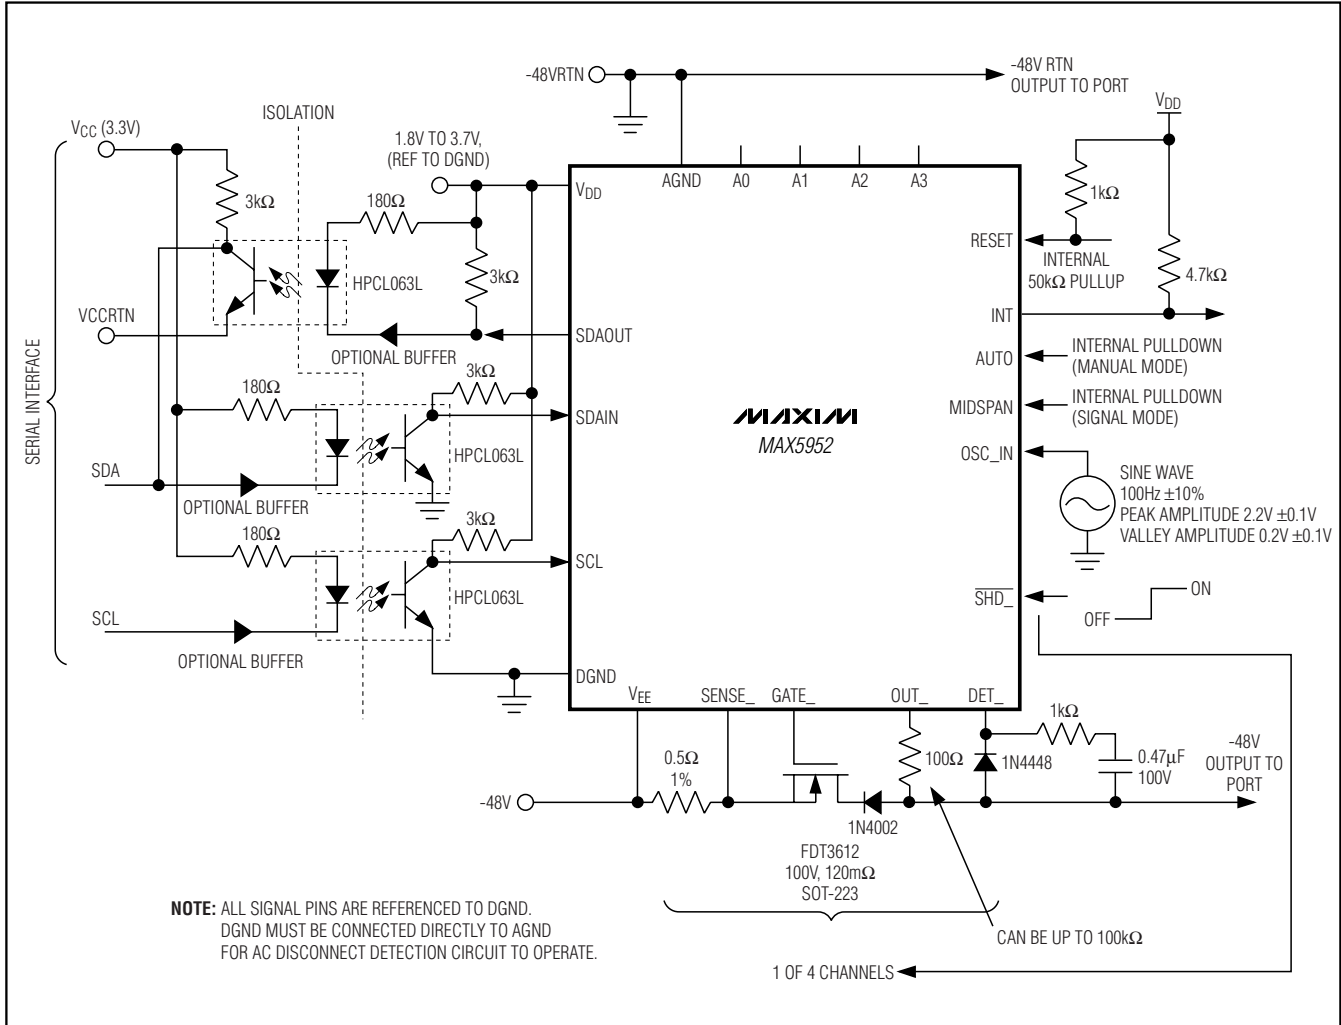 -48VRTN
-48V RTN
OUTPUT TO PORT
ISOLATION
VCC (3.3V)
1.8V TO 3.7V,
(REF TO DGND)
VDD
3kΩ
180Ω
VDD
AGND
A0
A1
A2
A3
1kΩ
RESET
INTERNAL
50kΩ PULLUP
4.7kΩ
HPCL063L
3kΩ
VCCRTN
SDAOUT
OPTIONAL BUFFER
INT
AUTO
INTERNAL PULLDOWN
(MANUAL MODE)
SERIAL INTERFACE
180Ω
3kΩ
SDAIN
MAXIM
MAX5952
MIDSPAN
INTERNAL PULLDOWN
(SIGNAL MODE)
HPCL063L
OSC_IN
SDA
OPTIONAL BUFFER
SINE WAVE
100Hz ±10%
PEAK AMPLITUDE 2.2V ±0.1V
VALLEY AMPLITUDE 0.2V ±0.1V
180Ω
3kΩ
SCL
HPCL063L
SHD_
ON
OFF
SCL
OPTIONAL BUFFER
DGND
VEE
SENSE_
GATE_
OUT_
DET_
1kΩ
0.5Ω
1%
100Ω
1N4448
0.47µF
100V
-48V
OUTPUT TO
PORT
-48V
1N4002
FDT3612
100V, 120mΩ
SOT-223
NOTE: ALL SIGNAL PINS ARE REFERENCED TO DGND.
DGND MUST BE CONNECTED DIRECTLY TO AGND
FOR AC DISCONNECT DETECTION CIRCUIT TO OPERATE.
CAN BE UP TO 100kΩ
1 OF 4 CHANNELS